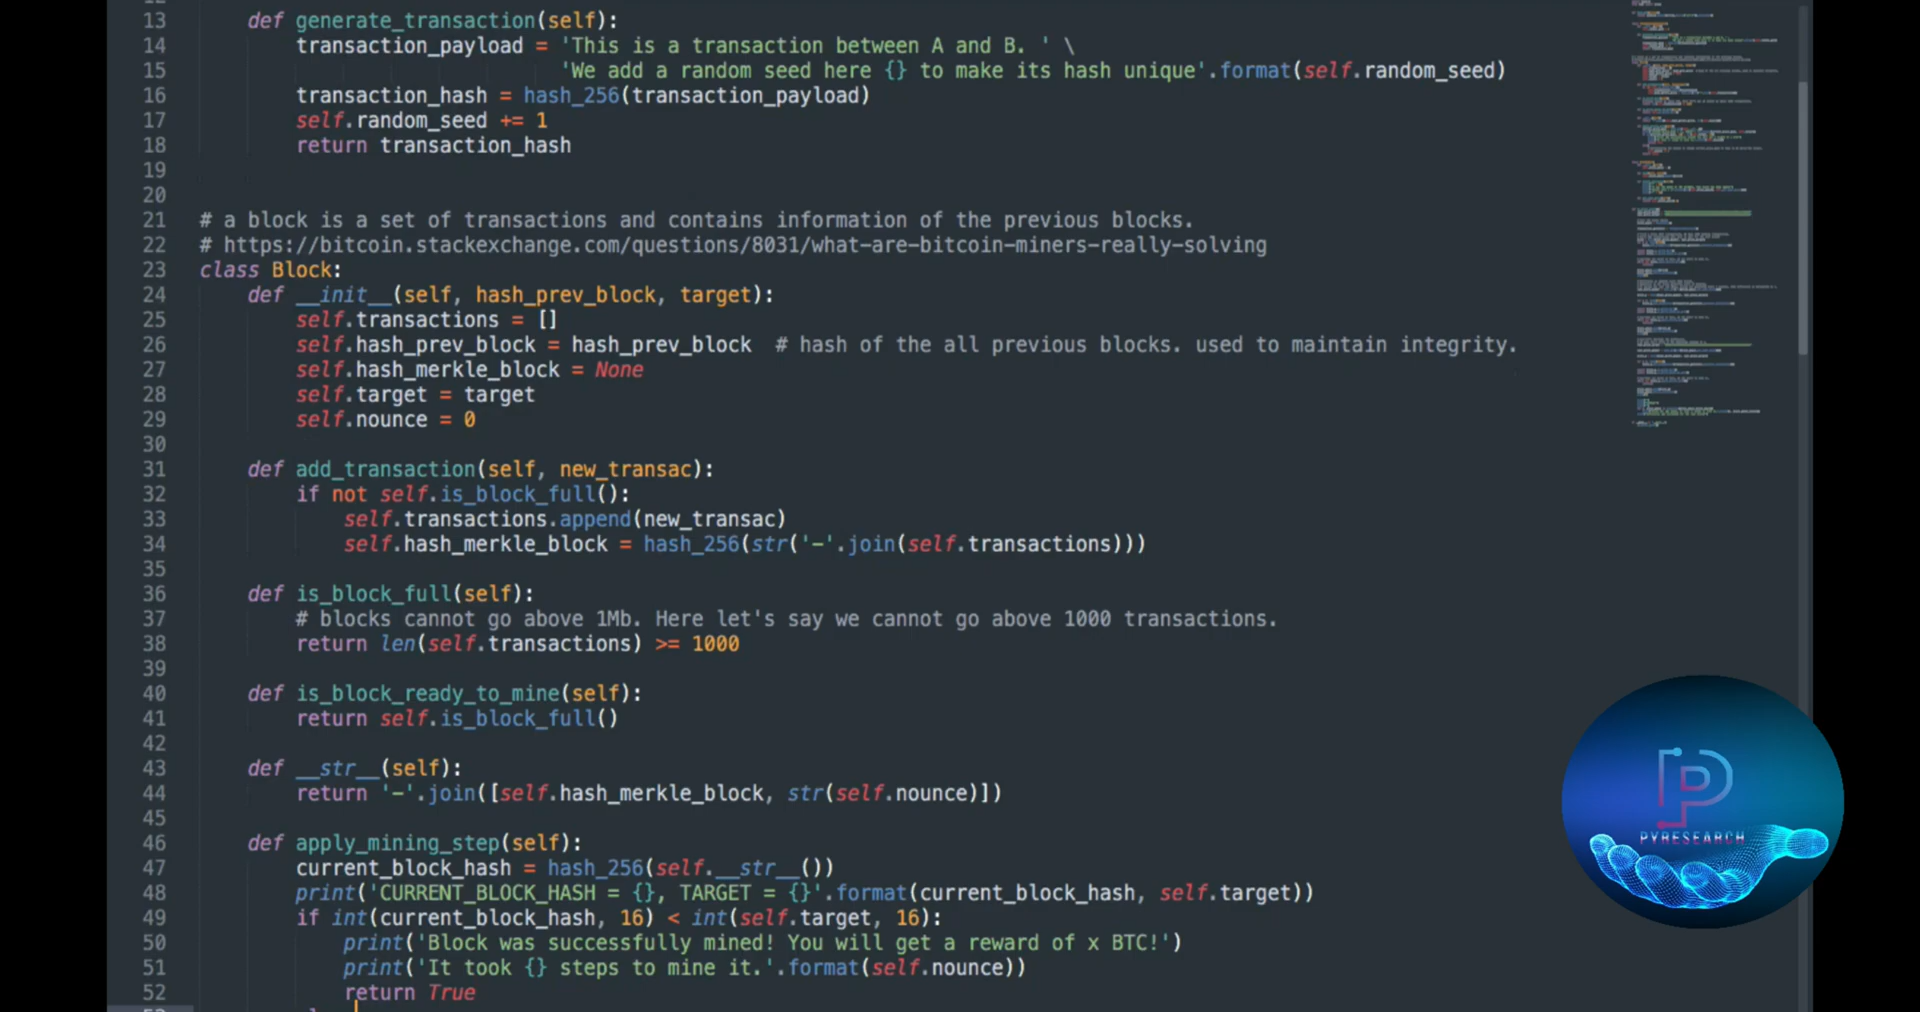 13 def generate_transaction(self):
14 transaction_payload = 'This is a transaction between A and B. ' \
15 'We add a random seed here {} to make its hash unique'.format(self.random_seed)
16 transaction_hash = hash_256(transaction_payload)
17 self.random_seed += 1
18 return transaction_hash
19
20
21 # a block is a set of transactions and contains information of the previous blocks.
22 # https://bitcoin.stackexchange.com/questions/8031/what-are-bitcoin-miners-really-solving
23 class Block:
24 def __init__(self, hash_prev_block, target):
25 self.transactions = []
26 self.hash_prev_block = hash_prev_block # hash of the all previous blocks. used to maintain integrity.
27 self.hash_merkle_block = None
28 self.target = target
29 self.nounce = 0
30
31 def add_transaction(self, new_transac):
32 if not self.is_block_full():
33 self.transactions.append(new_transac)
34 self.hash_merkle_block = hash_256(str('-'.join(self.transactions)))
35
36 def is_block_full(self):
37 # blocks cannot go above 1Mb. Here let's say we cannot go above 1000 transactions.
38 return len(self.transactions) >= 1000
39
40 def is_block_ready_to_mine(self):
41 return self.is_block_full()
42
43 def __str__(self):
44 return '-'.join([self.hash_merkle_block, str(self.nounce)])
45
46 def apply_mining_step(self):
47 current_block_hash = hash_256(self.__str__())
48 print('CURRENT_BLOCK_HASH = {}, TARGET = {}'.format(current_block_hash, self.target))
49 if int(current_block_hash, 16) < int(self.target, 16):
50 print('Block was successfully mined! You will get a reward of x BTC!')
51 print('It took {} steps to mine it.'.format(self.nounce))
52 return True
PYRESEARCH